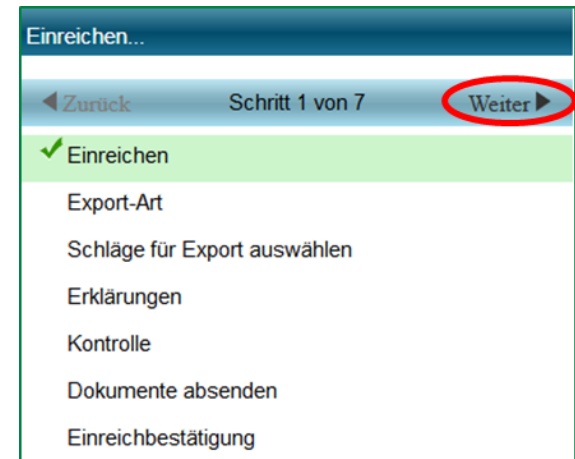 Einreichen...
Zurück Schritt 1 von 7 Weiter
Einreichen
Export-Art
Schläge für Export auswählen
Erklärungen
Kontrolle
Dokumente absenden
Einreichbestätigung